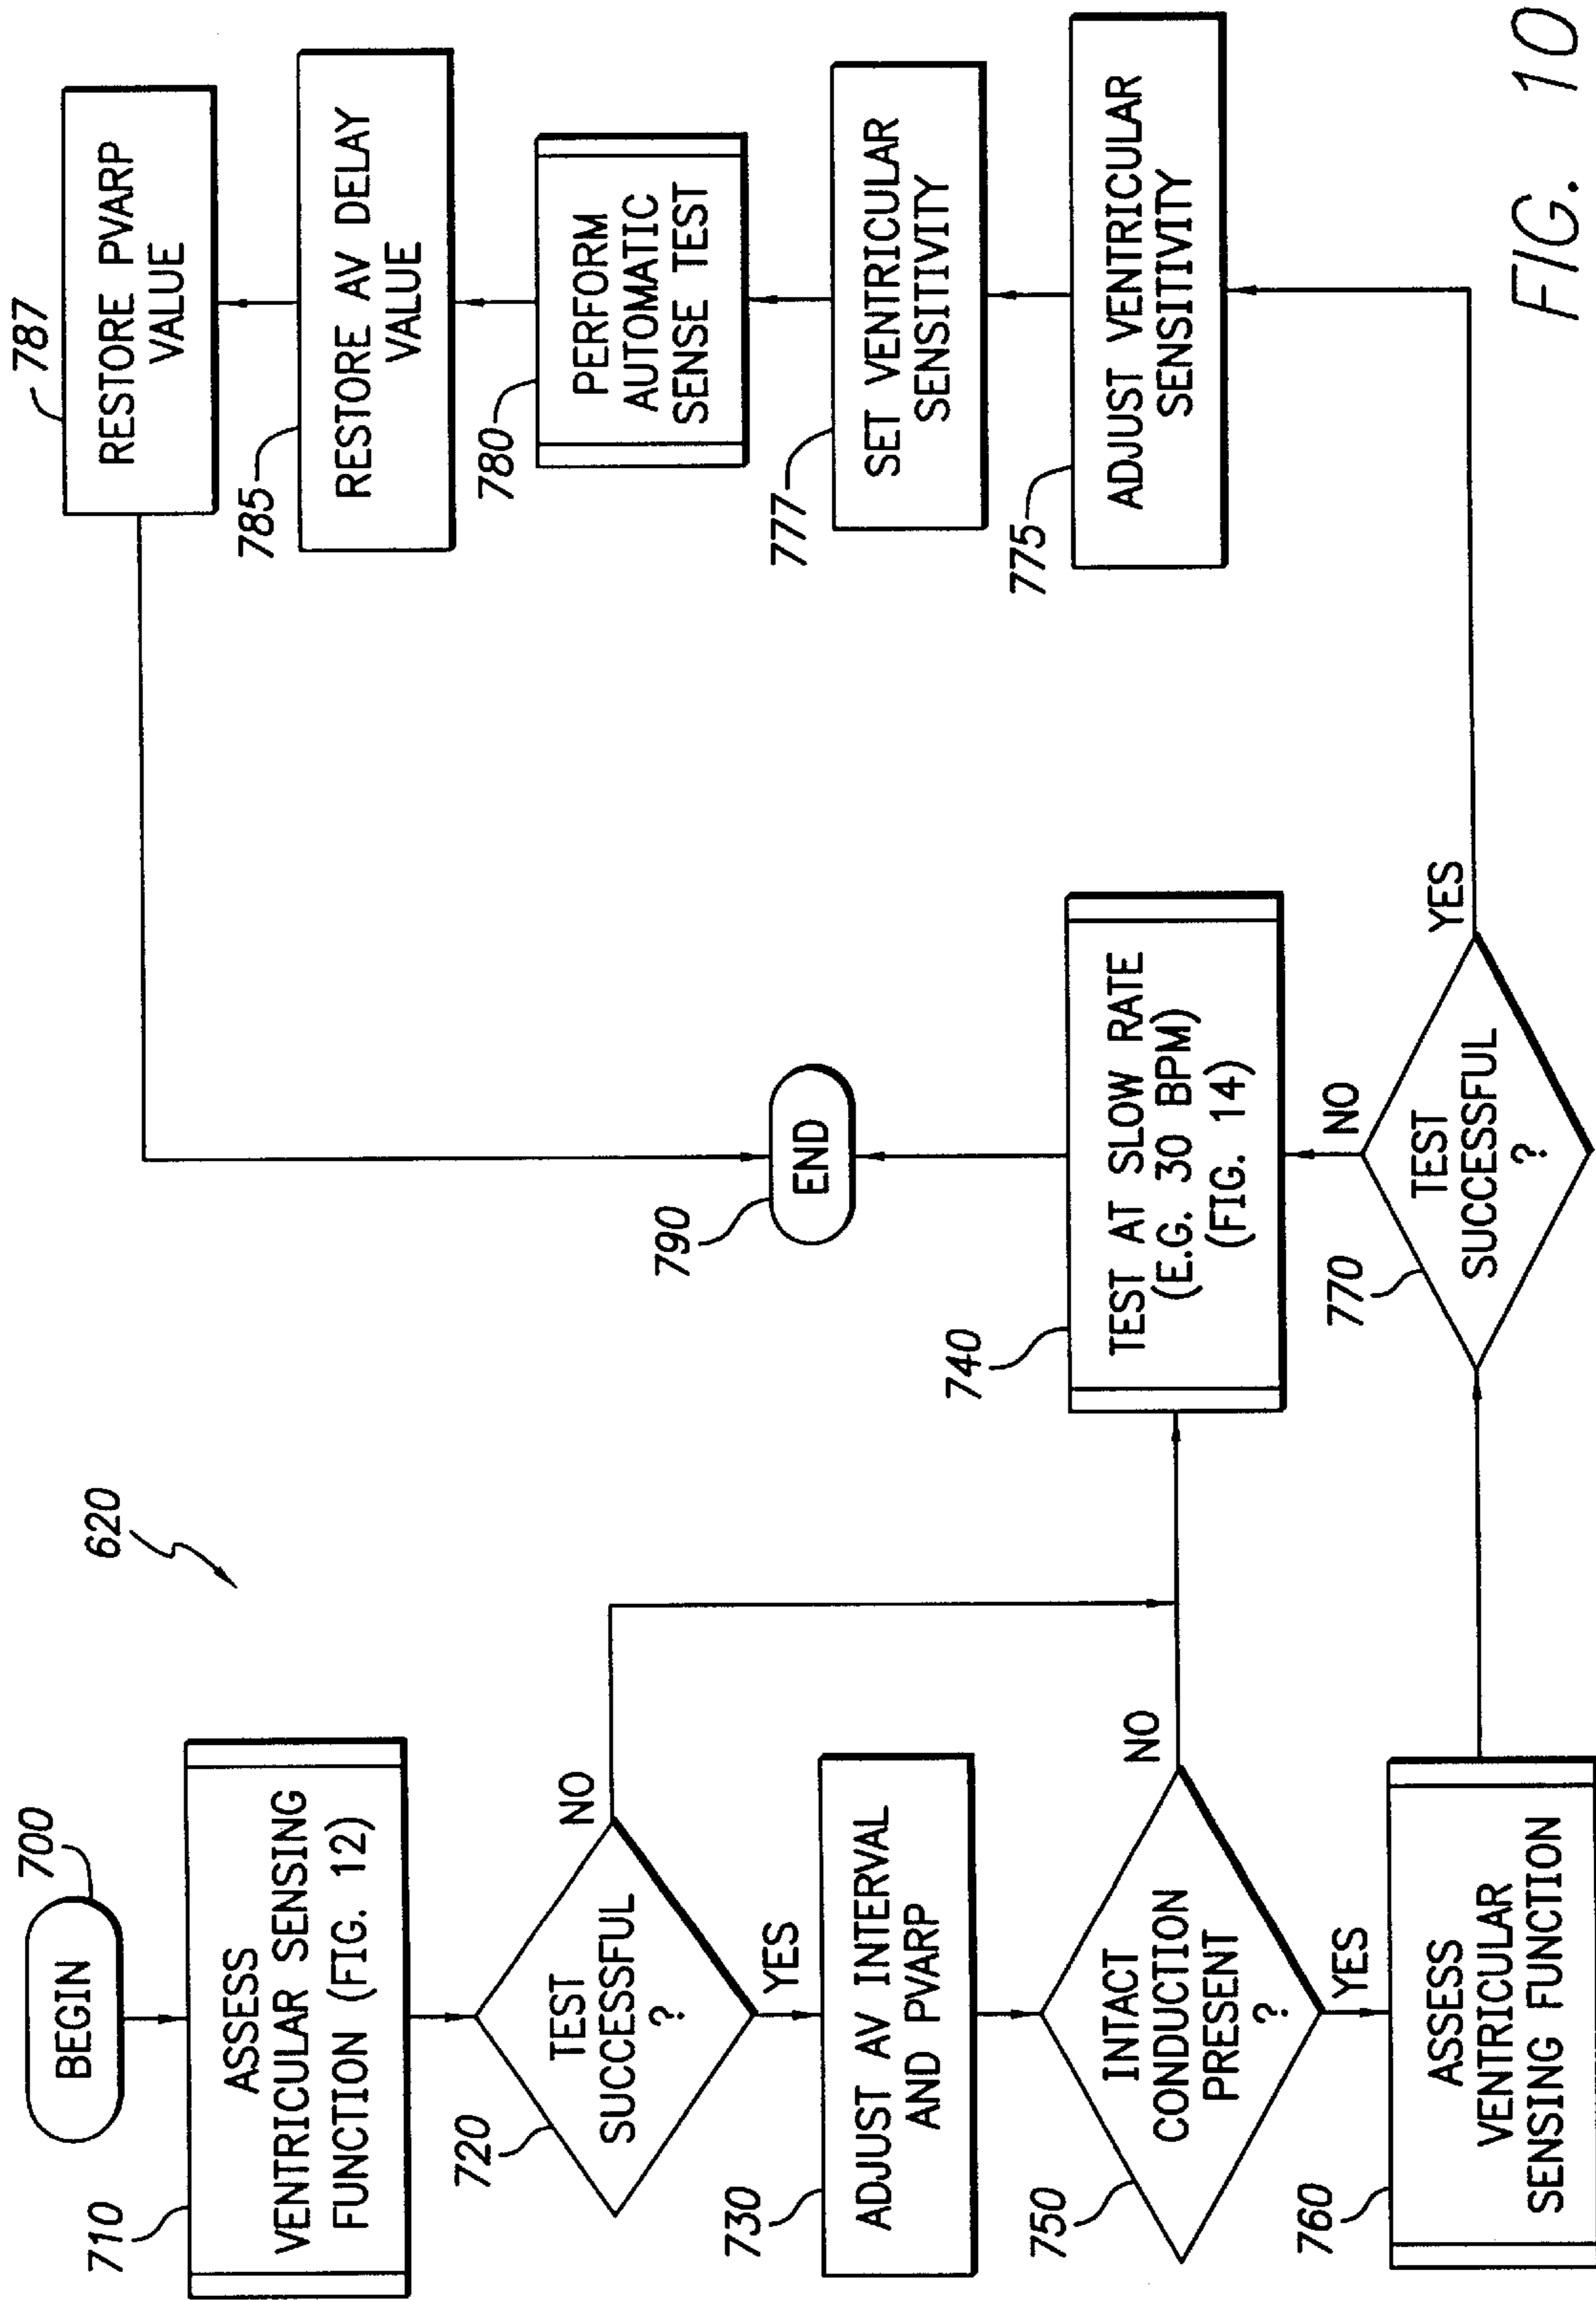 620
700
BEGIN
710
ASSESS
VENTRICULAR SENSING
FUNCTION (FIG. 12)
720
TEST
SUCCESSFUL
?
NO
YES
730
ADJUST AV INTERVAL
AND PVARP
750
INTACT
CONDUCTION
PRESENT
?
NO
YES
760
ASSESS
VENTRICULAR
SENSING FUNCTION
790
END
740
TEST AT SLOW RATE
(E.G. 30 BPM)
(FIG. 14)
NO
770
TEST
SUCCESSFUL
?
YES
787
RESTORE PVARP
VALUE
785
RESTORE AV DELAY
VALUE
780
PERFORM
AUTOMATIC
SENSE TEST
777
SET VENTRICULAR
SENSITIVITY
775
ADJUST VENTRICULAR
SENSITIVITY
FIG. 10